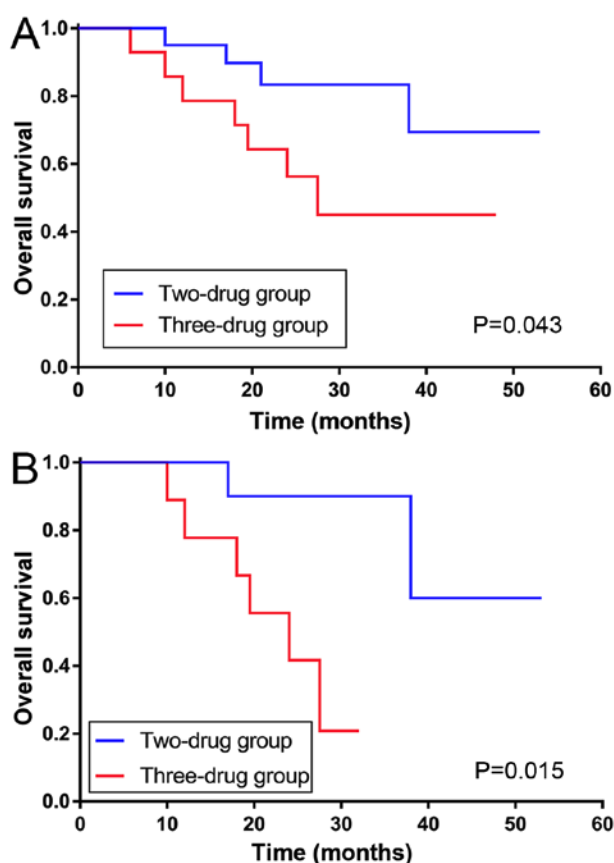 A
Overall survival
1.0
0.8
0.6
0.4
0.2
0.0
Two-drug group
Three-drug group
P=0.043
0 10 20 30 40 50 60
Time (months)
B
Overall survival
1.0
0.8
0.6
0.4
0.2
0.0
Two-drug group
Three-drug group
P=0.015
0 10 20 30 40 50 60
Time (months)